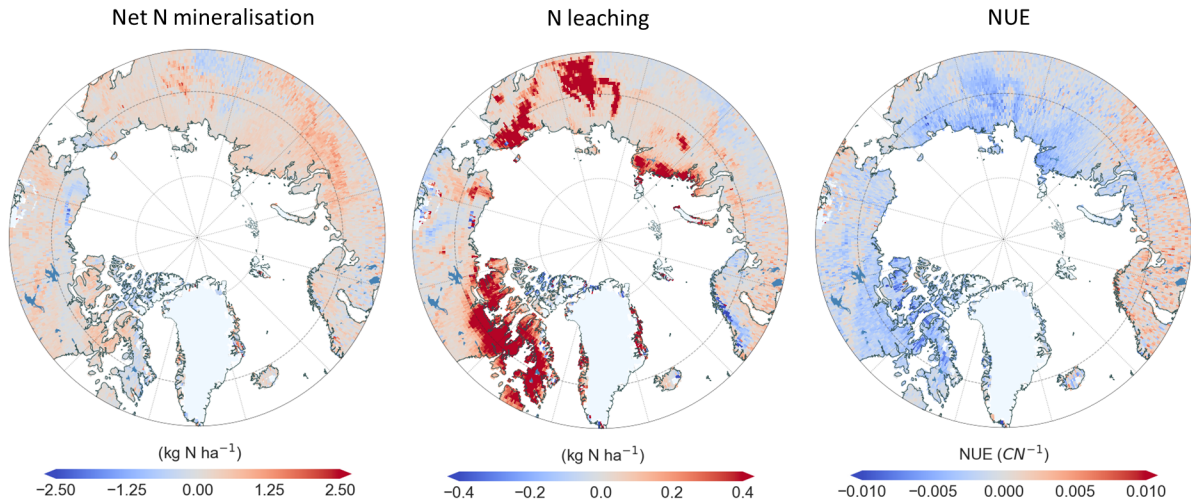 Net N mineralisation
N leaching
NUE
(kg N ha⁻¹)
−2.50 −1.25 0.00 1.25 2.50
(kg N ha⁻¹)
−0.4 −0.2 0.0 0.2 0.4
NUE (CN⁻¹)
−0.010 −0.005 0.000 0.005 0.010